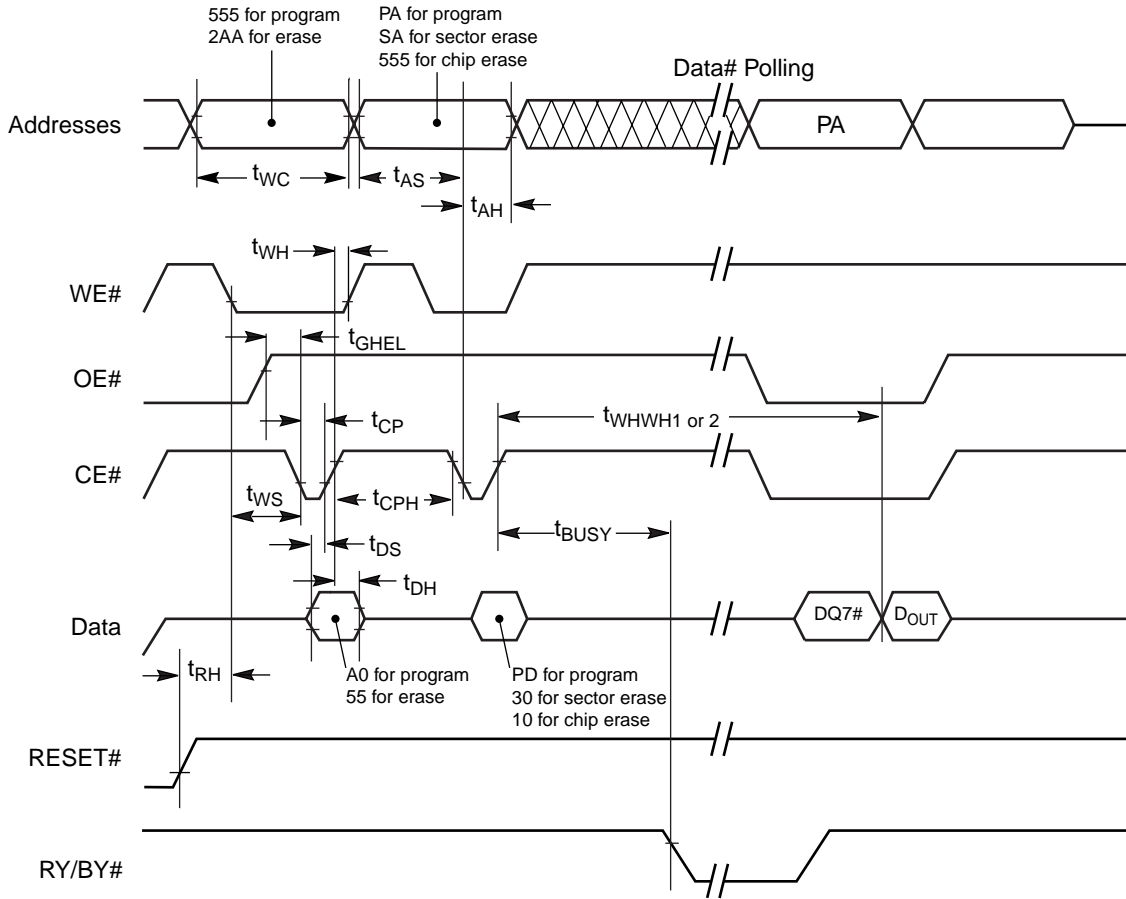 555 for program
2AA for erase
PA for program
SA for sector erase
555 for chip erase
Data# Polling
Addresses
PA
tWC
tAS
tAH
tWH
WE#
tGHEL
OE#
tWHWH1 or 2
tCP
CE#
tWS
tCPH
tBUSY
tDS
tDH
Data
DQ7#
DOUT
tRH
A0 for program
55 for erase
PD for program
30 for sector erase
10 for chip erase
RESET#
RY/BY#